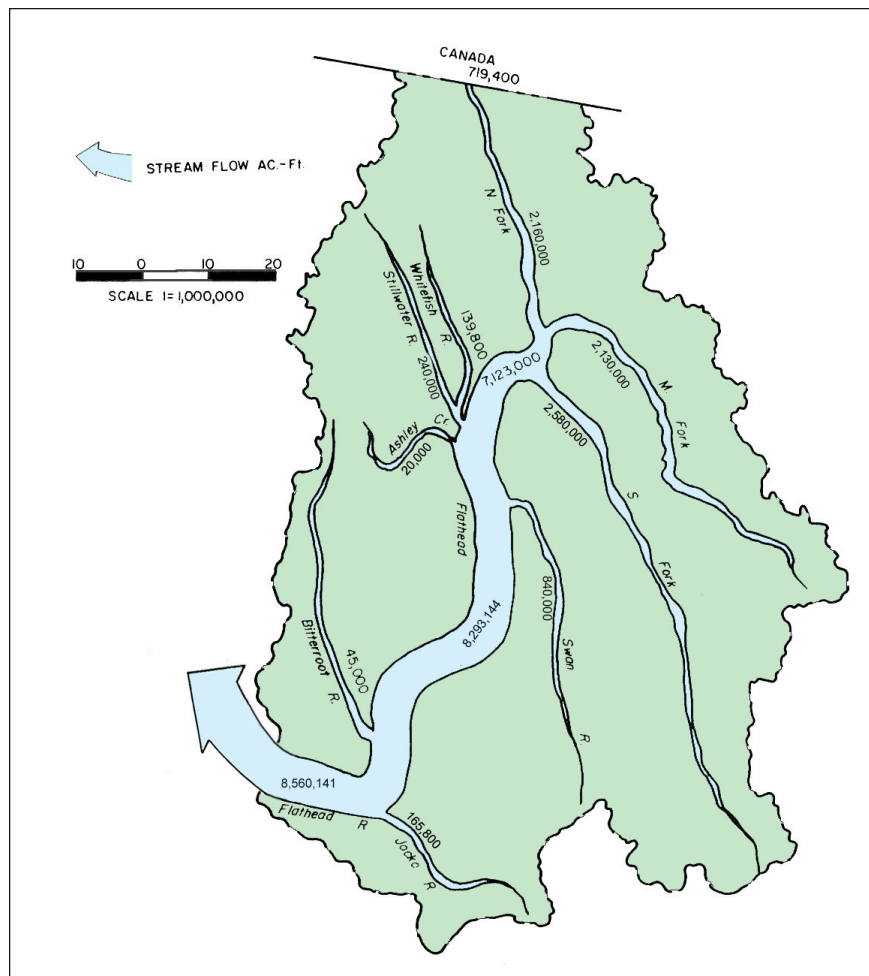 CANADA
719,400
STREAM FLOW AC.-Ft.
10 0 10 20
SCALE 1=1,000,000
N Fork
2,160,000
Whitefish R.
139,800
Stillwater R.
240,000
7,123,000
2,130,000
M Fork
2,580,000
S Fork
Ashley Cr.
20,000
Flathead
840,000
Swan R.
8,293,144
Bitterroot R.
45,000
8,560,141
Flathead R
165,800
Jocko R